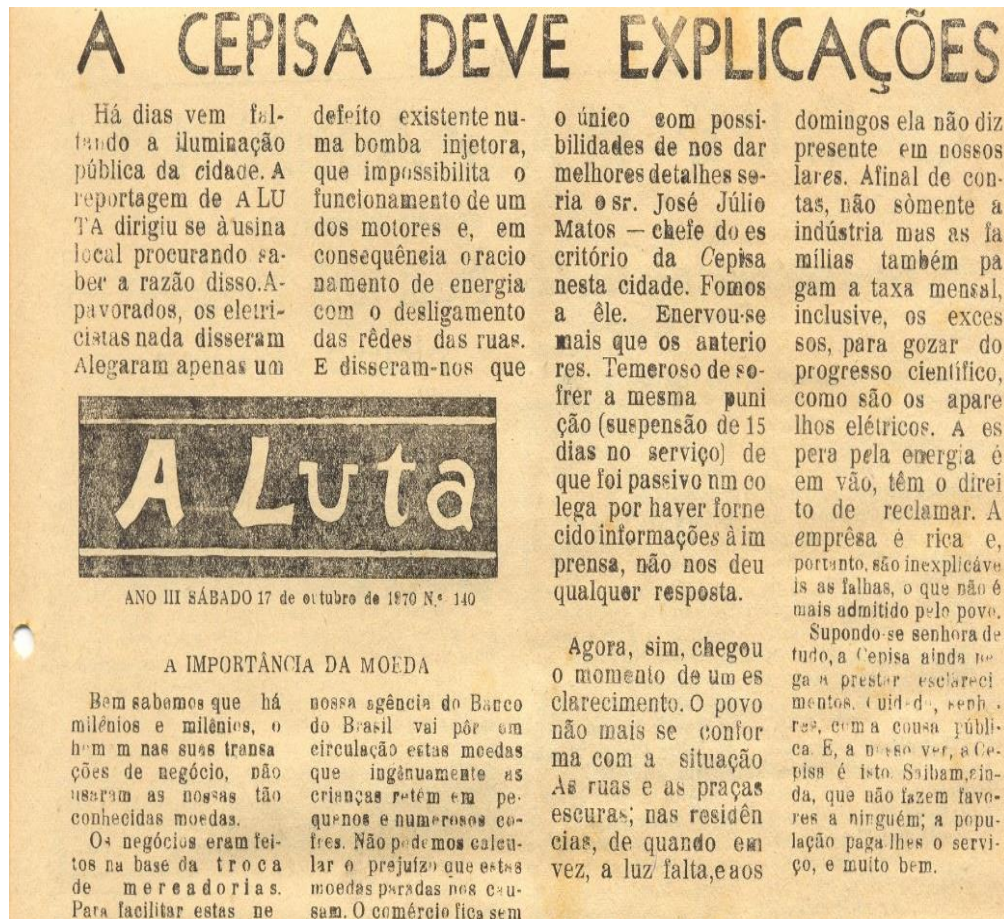 A CEPISA DEVE EXPLICAÇÕES
Há dias vem fal-
tando a iluminação
pública da cidade. A
reportagem de A LU
TA dirigiu se à usina
local procurando sa-
ber a razão disso. A-
pavorados, os eletri-
cistas nada disseram
Alegaram apenas um
defeito existente nu-
ma bomba injetora,
que impossibilita o
funcionamento de um
dos motores e, em
consequência o racio
namento de energia
com o desligamento
das rêdes das ruas.
E disseram-nos que
o único com possi-
bilidades de nos dar
melhores detalhes se-
ria o sr. José Júlio
Matos — chefe do es
critório da Cepisa
nesta cidade. Fomos
a êle. Enervou-se
mais que os anterio
res. Temeroso de so-
frer a mesma puni
ção (suspensão de 15
dias no serviço) de
que foi passivo nm co
lega por haver forne
cido informações à im
prensa, não nos deu
qualquer resposta.
Agora, sim, chegou
o momento de um es
clarecimento. O povo
não mais se confor
ma com a situação
As ruas e as praças
escuras; nas residên
cias, de quando em
vez, a luz falta, e aos
domingos ela não diz
presente em nossos
lares. Afinal de con-
tas, não sòmente a
indústria mas as fa
mílias também pa
gam a taxa mensal,
inclusive, os exces
sos, para gozar do
progresso científico,
como são os apare
lhos elétricos. A es
pera pela energia é
em vão, têm o direi
to de reclamar. A
emprêsa é rica e,
portanto, são inexplicáve
is as falhas, o que não é
mais admitido pelo povo.
Supondo-se senhora de
tudo, a Cepisa ainda ne
ga a prestar esclareci
mentos. Cuidado, senho
res, com a cousa públi-
ca. E, a nosso ver, a Ce-
pisa é isto. Saibam, ain-
da, que não fazem favo-
res a ninguém; a popu-
lação paga lhes o servi-
ço, e muito bem.
A Luta
ANO III SÁBADO 17 de outubro de 1970 N.º 140
A IMPORTÂNCIA DA MOEDA
Bem sabemos que há
milênios e milênios, o
hom m nas suas transa
ções de negócio, não
usaram as nossas tão
conhecidas moedas.
Os negócios eram fei-
tos na base da troca
de mercadorias.
Para facilitar estas ne
nossa agência do Banco
do Brasil vai pôr em
circulação estas moedas
que ingênuamente as
crianças retém em pe-
quenos e numerosos co-
fres. Não podemos calcu-
lar o prejuízo que estas
moedas paradas nos cau-
sam. O comércio fica sem